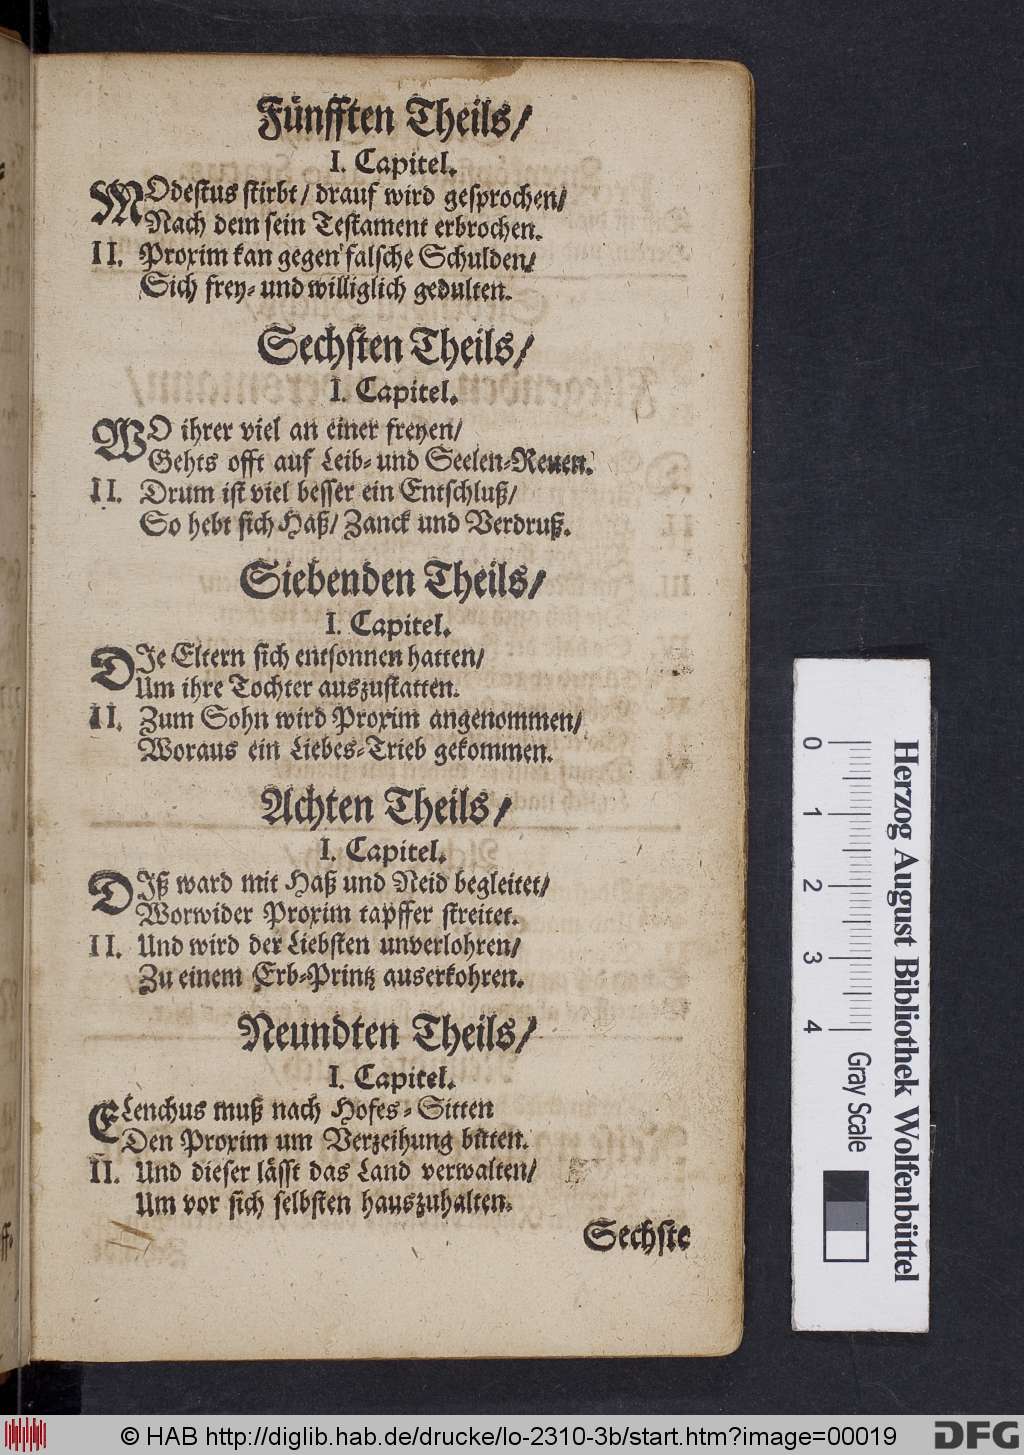 Fünfften Theils/
I. Capitel.
MOdestus stirbt/ drauf wird gesprochen/
Nach dem sein Testament erbrochen.
II. Proxim kan gegen falsche Schulden/
Sich frey- und williglich gedulten.
Sechsten Theils/
I. Capitel.
WO ihrer viel an einer freyen/
Gehts offt auf Leib- und Seelen-Reuen.
II. Drum ist viel besser ein Entschluß/
So hebt sich Haß/ Zanck und Verdruß.
Siebenden Theils/
I. Capitel.
DIe Eltern sich entsonnen hatten/
Um ihre Tochter auszustatten.
II. Zum Sohn wird Proxim angenommen/
Woraus ein Liebes-Trieb gekommen.
Achten Theils/
I. Capitel.
DIß ward mit Haß und Neid begleitet/
Worwider Proxim tapffer streitet.
II. Und wird der Liebsten unverlohren/
Zu einem Erb-Printz auserkohren.
Neundten Theils/
I. Capitel.
ELenchus muß nach Hofes-Sitten
Den Proxim um Verzeihung bitten.
II. Und dieser lässt das Land verwalten/
Um vor sich selbsten hauszuhalten.
Sechste
0 1 2 3 4 Gray Scale
Herzog August Bibliothek Wolfenbüttel
© HAB http://diglib.hab.de/drucke/lo-2310-3b/start.htm?image=00019
DFG